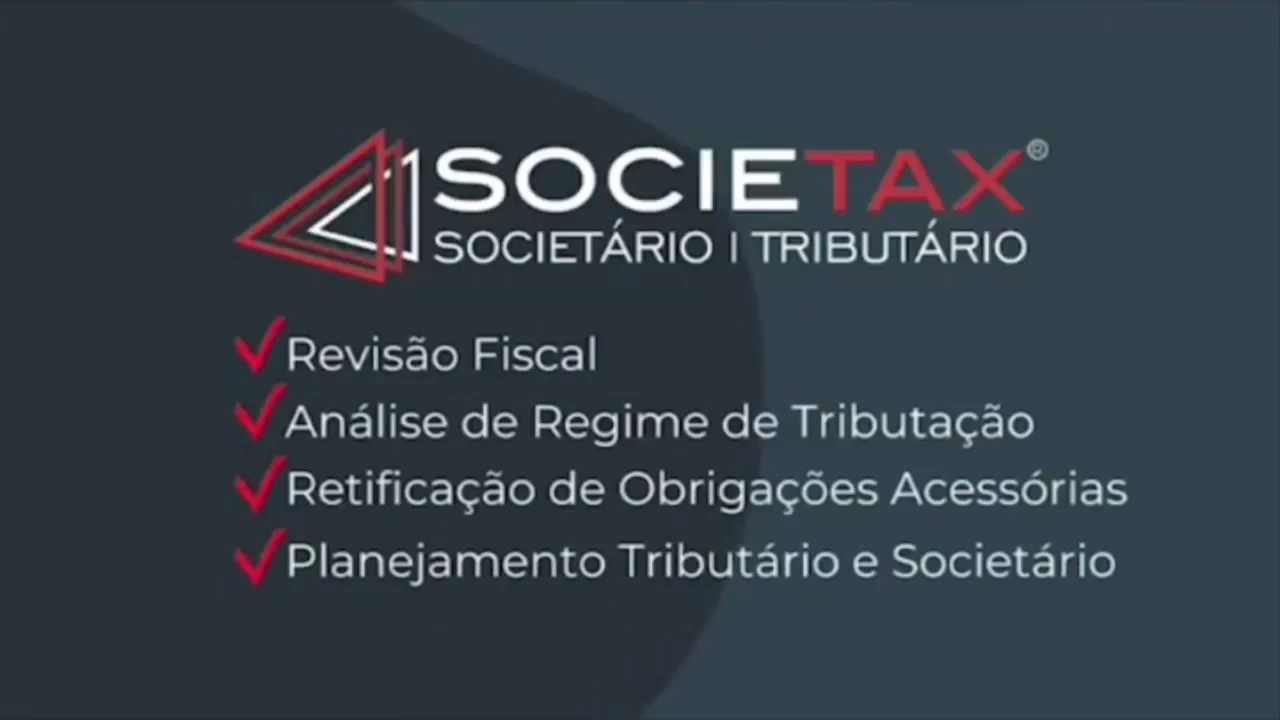 SOCIETAX®
SOCIETÁRIO | TRIBUTÁRIO
Revisão Fiscal
Análise de Regime de Tributação
Retificação de Obrigações Acessórias
Planejamento Tributário e Societário